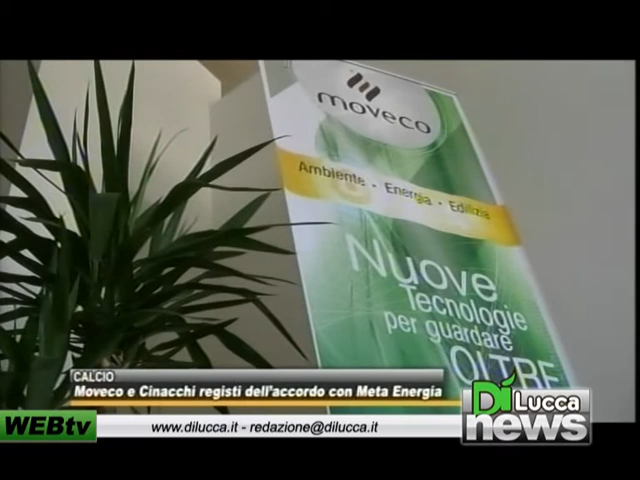 moveco
Ambiente · Energia · Edilizia
Nuove
Tecnologie
per guardare
OLTRE
CALCIO
Moveco e Cinacchi registi dell'accordo con Meta Energia
WEBtv
www.dilucca.it - redazione@dilucca.it
Dì Lucca
news